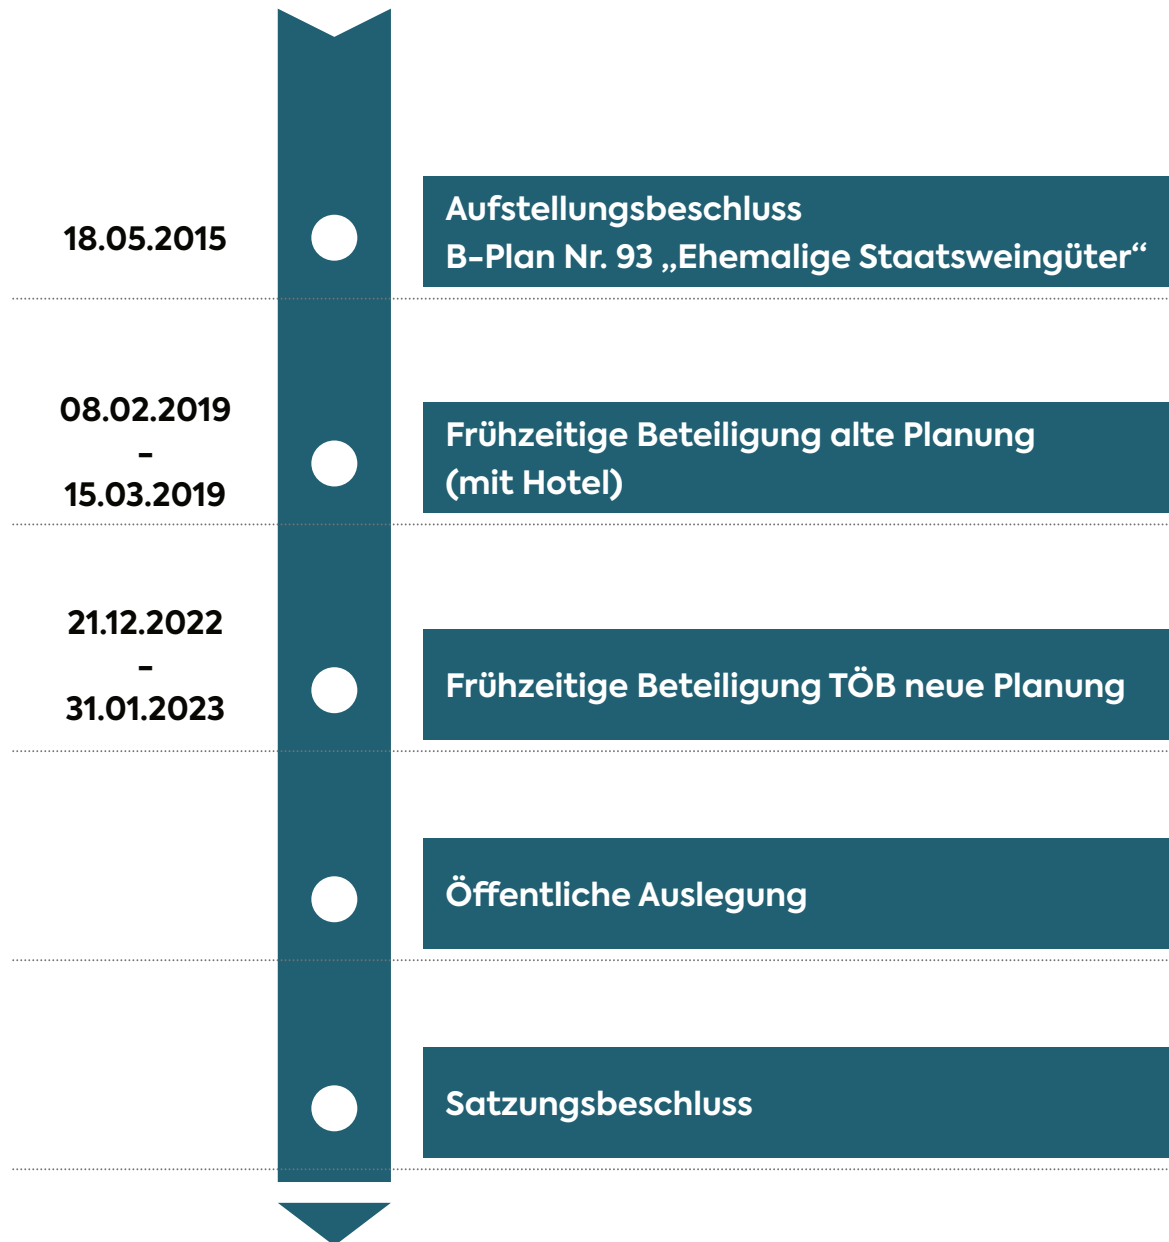 18.05.2015
Aufstellungsbeschluss
B-Plan Nr. 93 „Ehemalige Staatsweingüter“
08.02.2019
–
15.03.2019
Frühzeitige Beteiligung alte Planung
(mit Hotel)
21.12.2022
–
31.01.2023
Frühzeitige Beteiligung TÖB neue Planung
Öffentliche Auslegung
Satzungsbeschluss